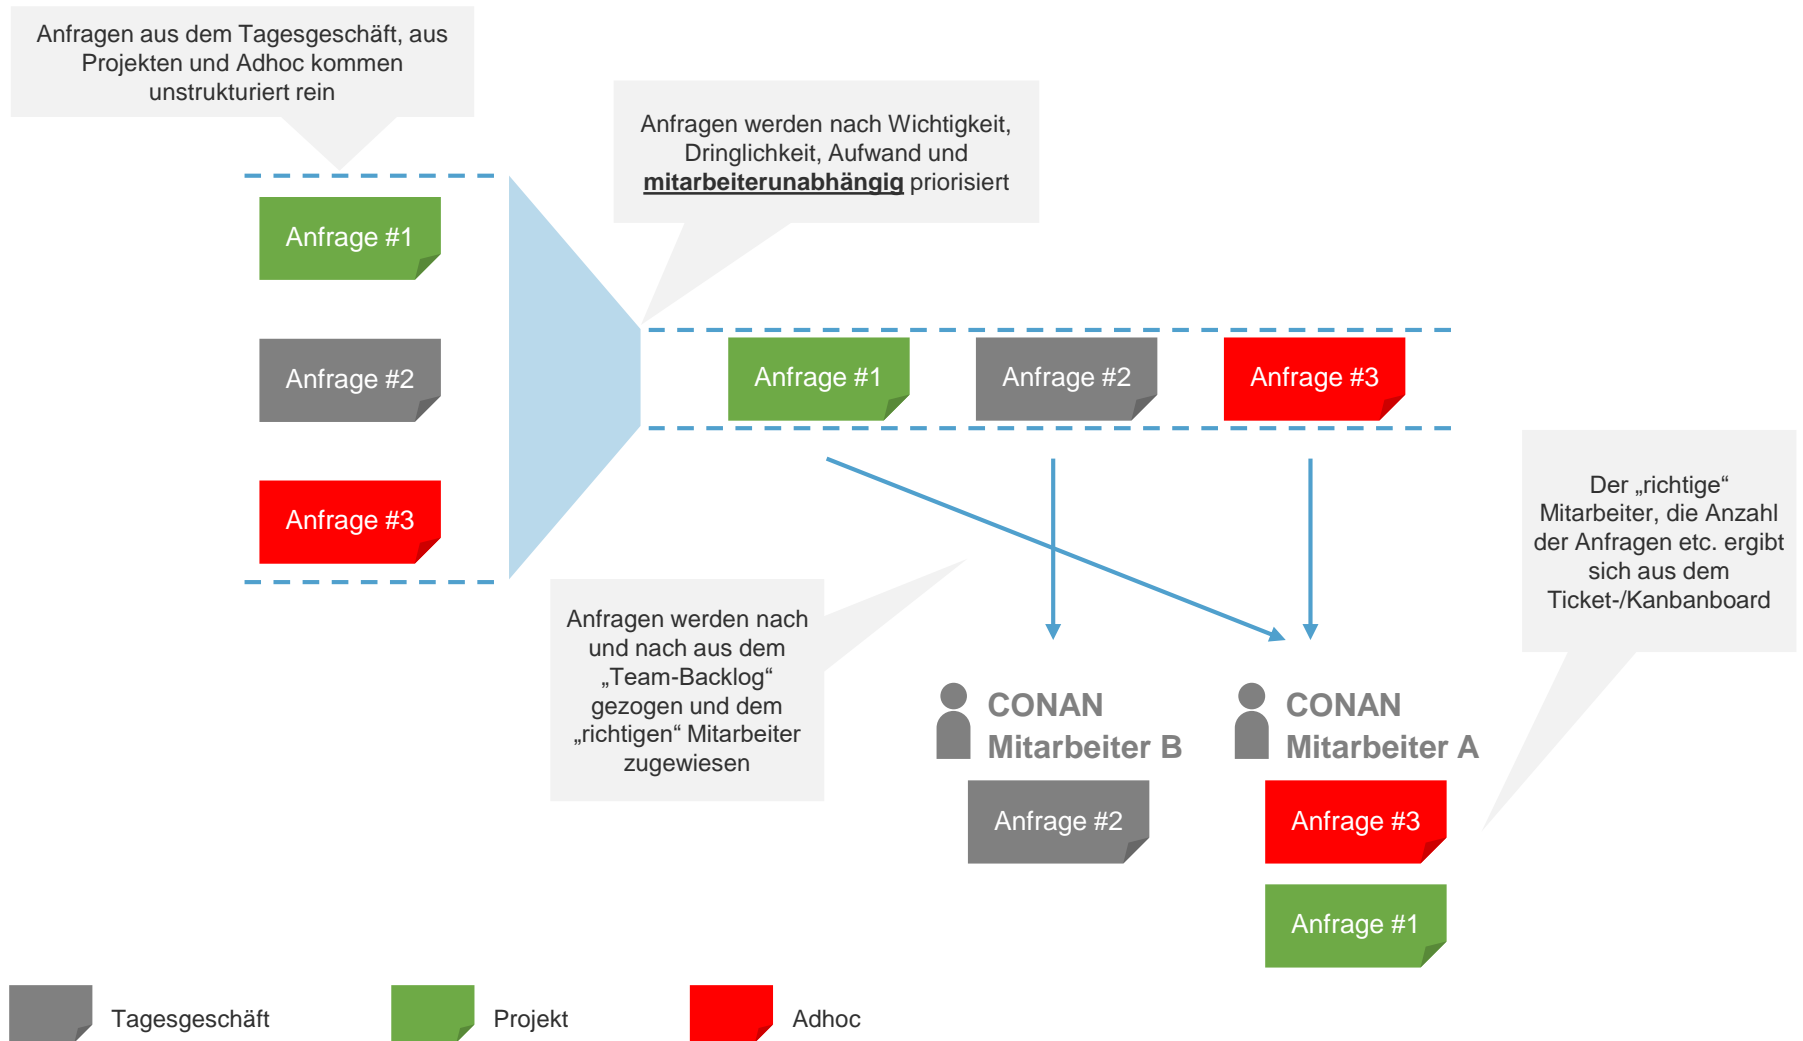 Anfragen aus dem Tagesgeschäft, aus
Projekten und Adhoc kommen
unstrukturiert rein
Anfragen werden nach Wichtigkeit,
Dringlichkeit, Aufwand und
mitarbeiterunabhängig priorisiert
Anfrage #1
Anfrage #2
Anfrage #3
Anfrage #1
Anfrage #2
Anfrage #3
Der „richtige“
Mitarbeiter, die Anzahl
der Anfragen etc. ergibt
sich aus dem
Ticket-/Kanbanboard
Anfragen werden nach
und nach aus dem
„Team-Backlog“
gezogen und dem
„richtigen“ Mitarbeiter
zugewiesen
CONAN
Mitarbeiter B
Anfrage #2
CONAN
Mitarbeiter A
Anfrage #3
Anfrage #1
Tagesgeschäft
Projekt
Adhoc